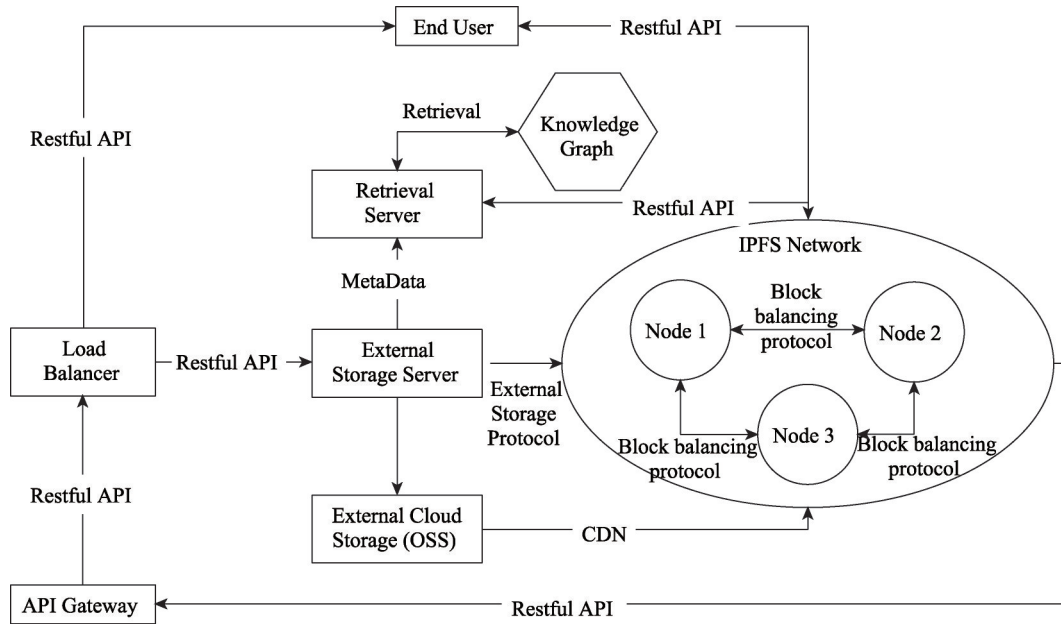 End User
Restful API
Retrieval
Knowledge
Graph
Restful API
Retrieval
Server
Restful API
IPFS Network
MetaData
Block
balancing
protocol
Node 1
Node 2
Load
Balancer
Restful API
External
Storage Server
External
Storage
Protocol
Node 3
Block balancing
protocol
Block balancing
protocol
Restful API
External Cloud
Storage (OSS)
CDN
API Gateway
Restful API